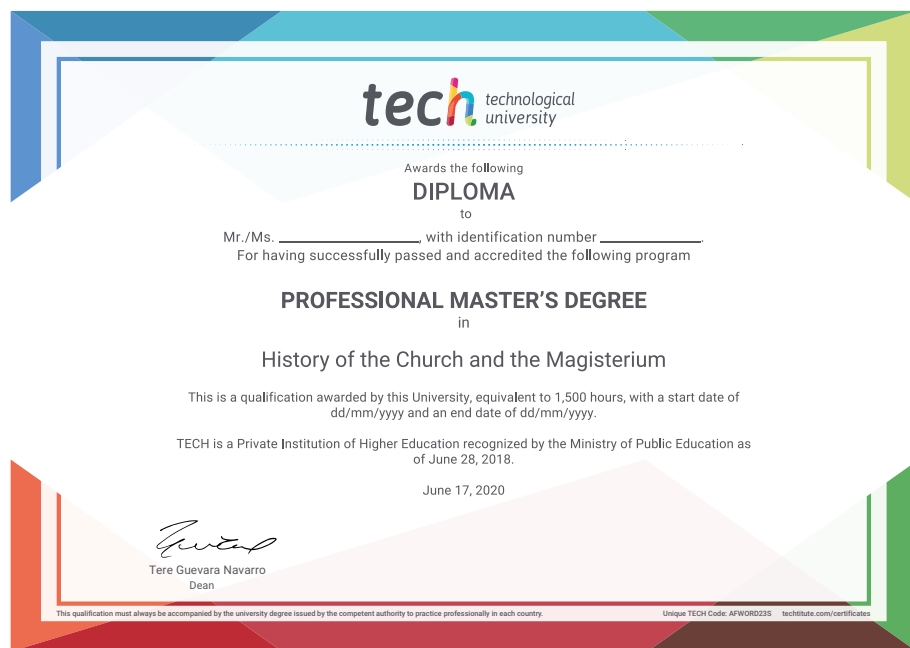 tech technological
university
Awards the following
DIPLOMA
to
Mr./Ms. ____________________, with identification number ______________.
For having successfully passed and accredited the following program
PROFESSIONAL MASTER'S DEGREE
in
History of the Church and the Magisterium
This is a qualification awarded by this University, equivalent to 1,500 hours, with a start date of
dd/mm/yyyy and an end date of dd/mm/yyyy.
TECH is a Private Institution of Higher Education recognized by the Ministry of Public Education as
of June 28, 2018.
June 17, 2020
Tere Guevara Navarro
Dean
This qualification must always be accompanied by the university degree issued by the competent authority to practice professionally in each country.
Unique TECH Code: AFWORD23S techtitute.com/certificates